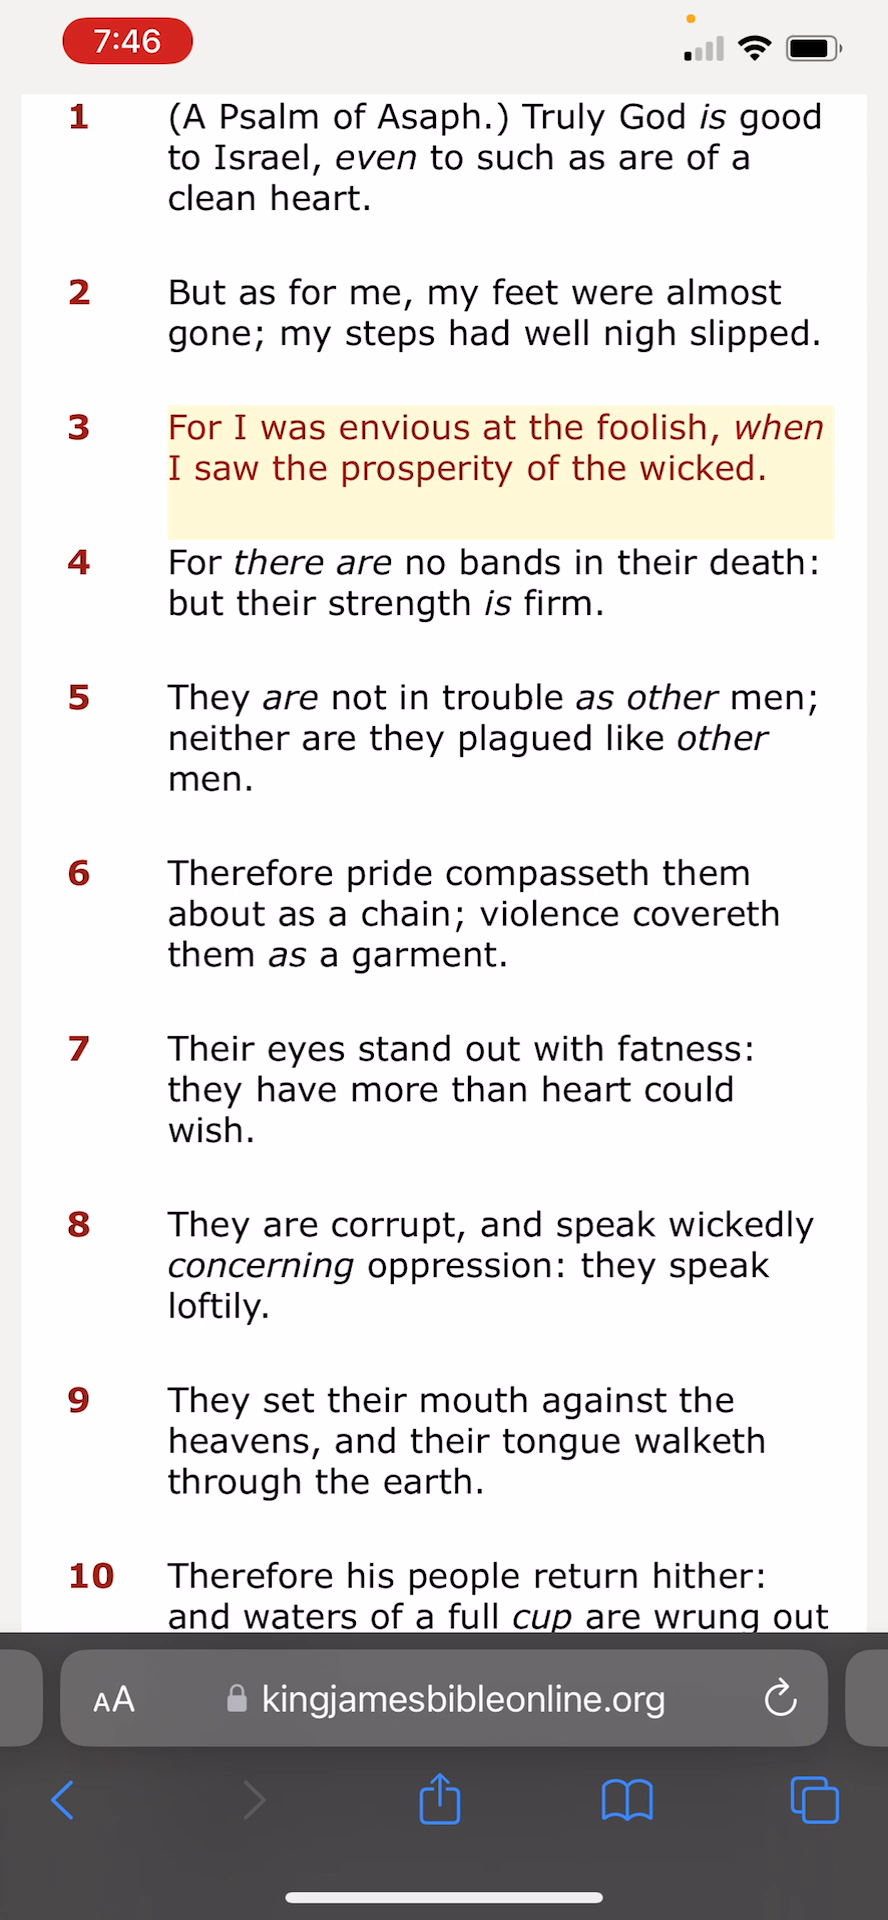 7:46
1 (A Psalm of Asaph.) Truly God is good
to Israel, even to such as are of a
clean heart.
2 But as for me, my feet were almost
gone; my steps had well nigh slipped.
3 For I was envious at the foolish, when
I saw the prosperity of the wicked.
4 For there are no bands in their death:
but their strength is firm.
5 They are not in trouble as other men;
neither are they plagued like other
men.
6 Therefore pride compasseth them
about as a chain; violence covereth
them as a garment.
7 Their eyes stand out with fatness:
they have more than heart could
wish.
8 They are corrupt, and speak wickedly
concerning oppression: they speak
loftily.
9 They set their mouth against the
heavens, and their tongue walketh
through the earth.
10 Therefore his people return hither:
and waters of a full cup are wrung out
AA kingjamesbibleonline.org